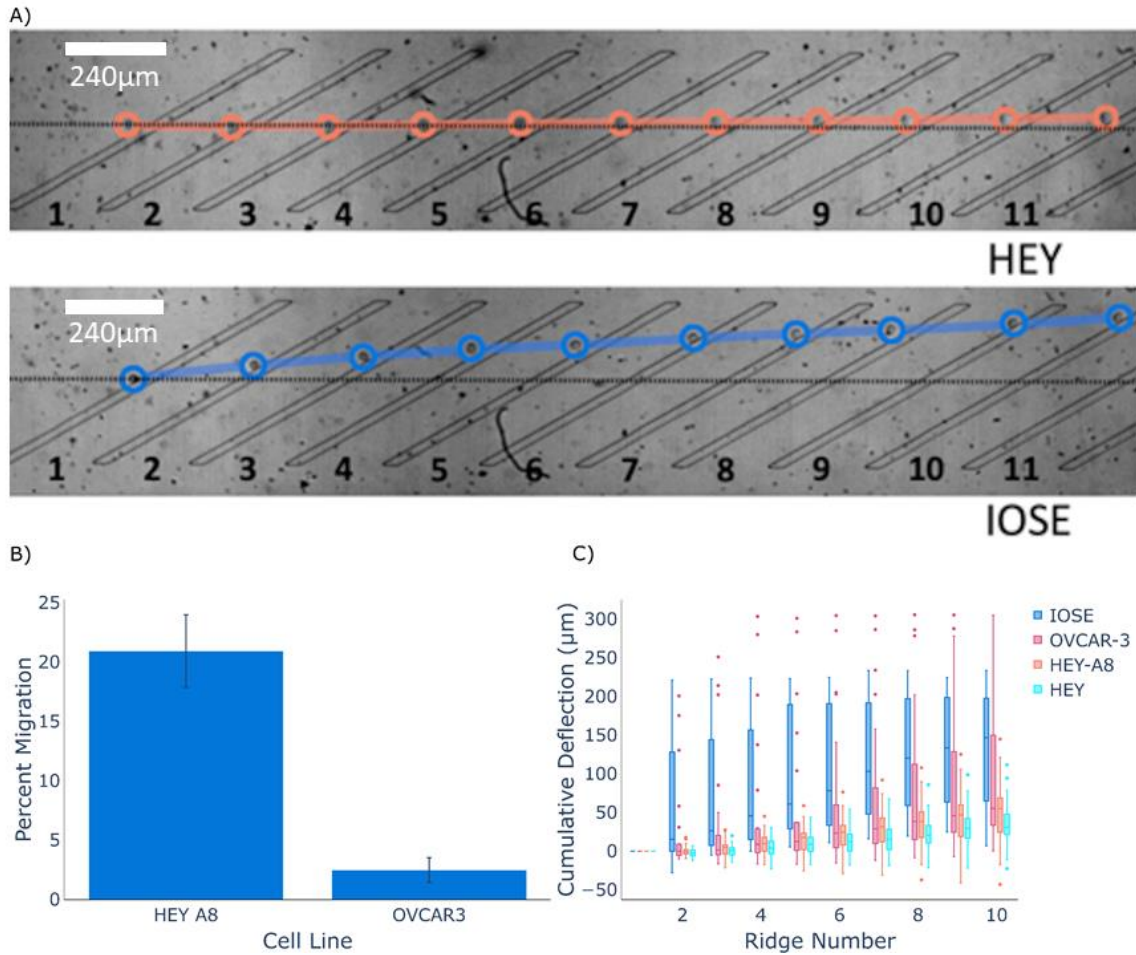 A)
240μm
1 2 3 4 5 6 7 8 9 10 11
HEY
240μm
1 2 3 4 5 6 7 8 9 10 11
IOSE
B)
25
20
15
10
5
0
Percent Migration
HEY A8 OVCAR3
Cell Line
C)
300
250
200
150
100
50
0
−50
Cumulative Deflection (μm)
2 4 6 8 10
Ridge Number
IOSE
OVCAR-3
HEY-A8
HEY